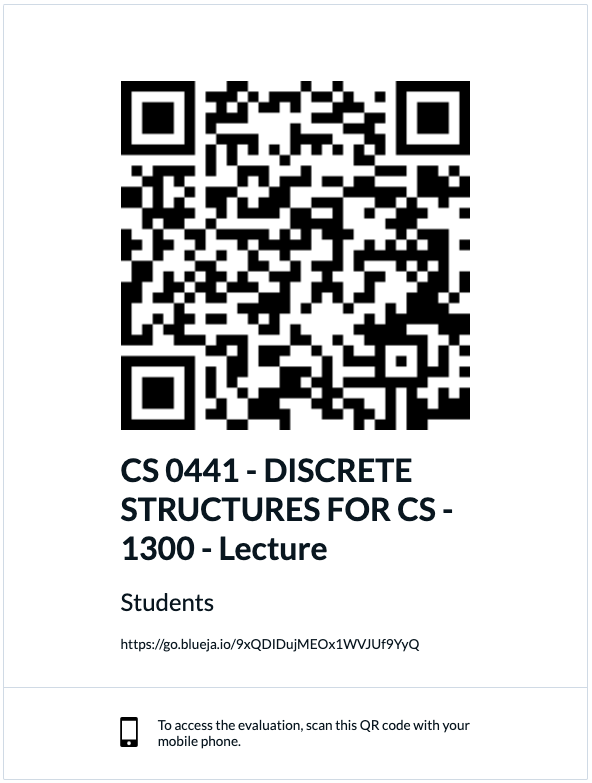 CS 0441 - DISCRETE
STRUCTURES FOR CS -
1300 - Lecture
Students
https://go.blueja.io/9xQDIDujMEOx1WVJUf9YyQ
To access the evaluation, scan this QR code with your
mobile phone.